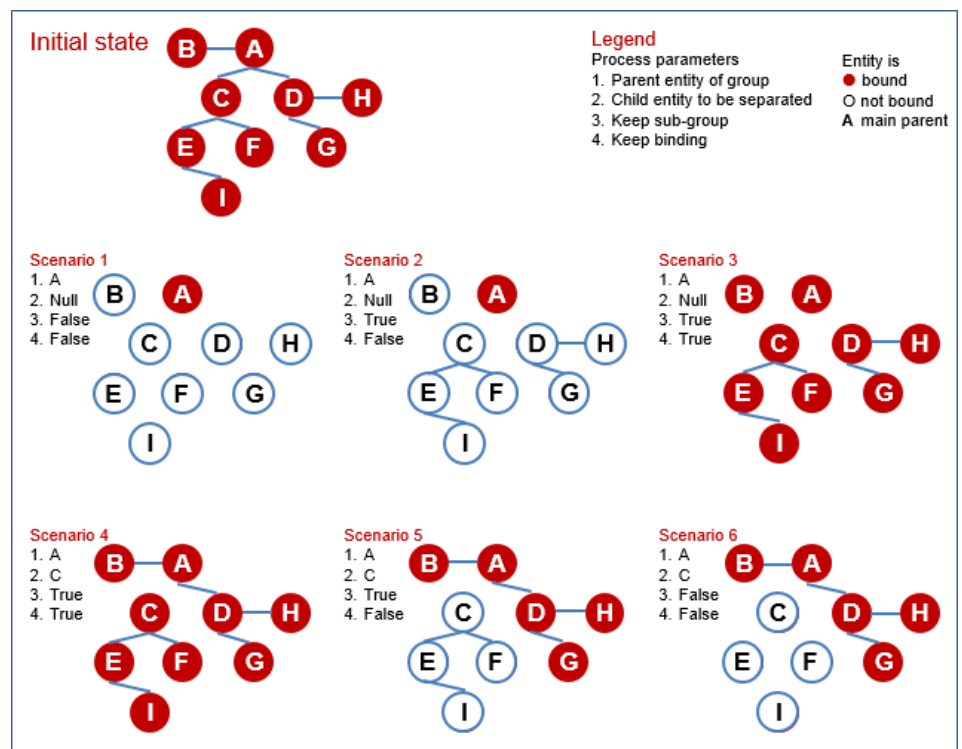 Initial state
B A
C D H
E F G
I
Legend
Process parameters
1. Parent entity of group
2. Child entity to be separated
3. Keep sub-group
4. Keep binding
Entity is
bound
not bound
A main parent
Scenario 1
1. A
2. Null
3. False
4. False
B A
C D H
E F G
I
Scenario 2
1. A
2. Null
3. True
4. False
B A
C D H
E F G
I
Scenario 3
1. A
2. Null
3. True
4. True
B A
C D H
E F G
I
Scenario 4
1. A
2. C
3. True
4. True
B A
C D H
E F G
I
Scenario 5
1. A
2. C
3. True
4. False
B A
C D H
E F G
I
Scenario 6
1. A
2. C
3. False
4. False
B A
C D H
E F G
I